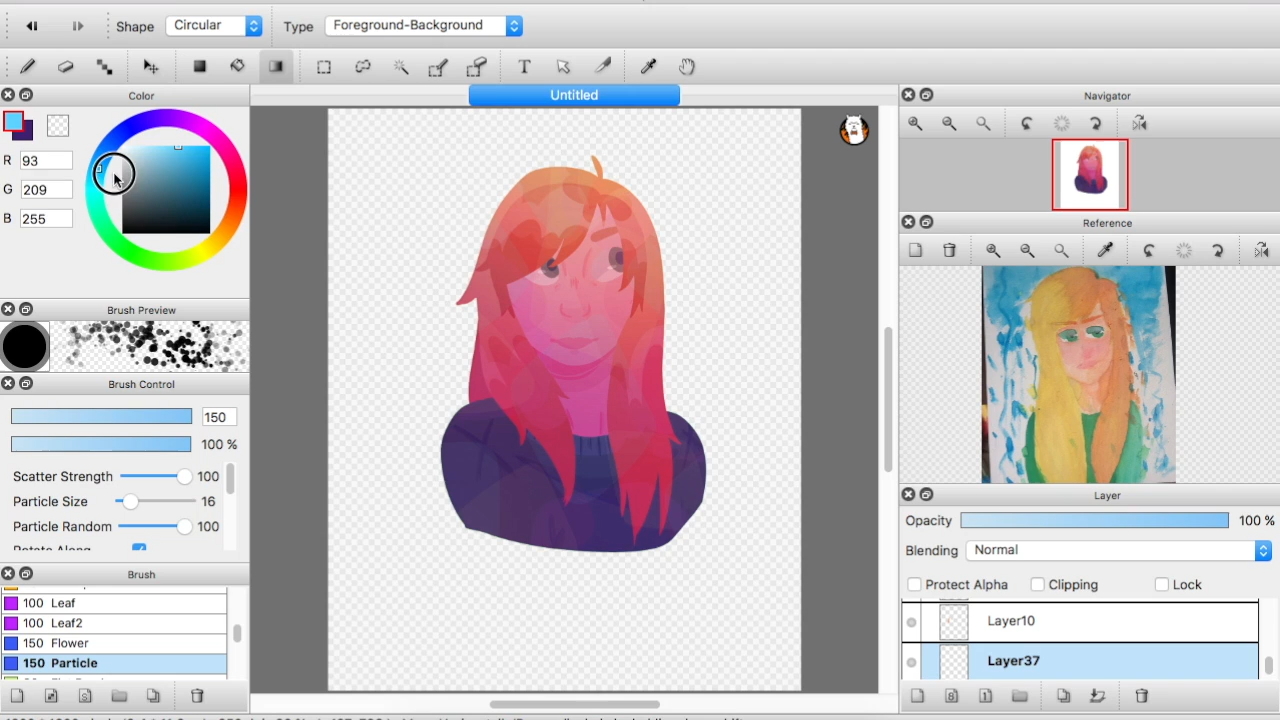 Shape Circular Type Foreground-Background
Untitled
Color
R 93
G 209
B 255
Brush Preview
Brush Control
150
100 %
Scatter Strength 100
Particle Size 16
Particle Random 100
Brush
100 Leaf
100 Leaf2
150 Flower
150 Particle
Navigator
Reference
Layer
Opacity 100 %
Blending Normal
Protect Alpha Clipping Lock
Layer10
Layer37